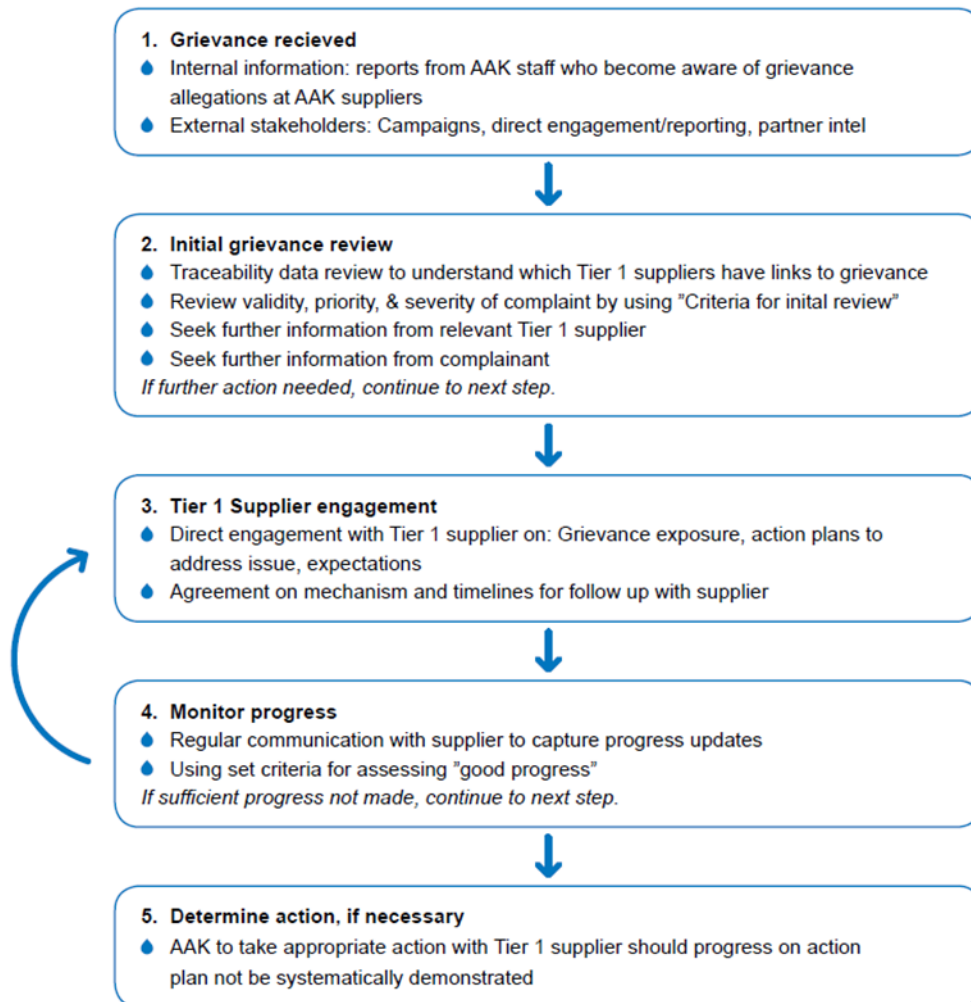 1. Grievance recieved
Internal information: reports from AAK staff who become aware of grievance
allegations at AAK suppliers
External stakeholders: Campaigns, direct engagement/reporting, partner intel
2. Initial grievance review
Traceability data review to understand which Tier 1 suppliers have links to grievance
Review validity, priority, & severity of complaint by using ”Criteria for inital review”
Seek further information from relevant Tier 1 supplier
Seek further information from complainant
If further action needed, continue to next step.
3. Tier 1 Supplier engagement
Direct engagement with Tier 1 supplier on: Grievance exposure, action plans to
address issue, expectations
Agreement on mechanism and timelines for follow up with supplier
4. Monitor progress
Regular communication with supplier to capture progress updates
Using set criteria for assessing ”good progress”
If sufficient progress not made, continue to next step.
5. Determine action, if necessary
AAK to take appropriate action with Tier 1 supplier should progress on action
plan not be systematically demonstrated